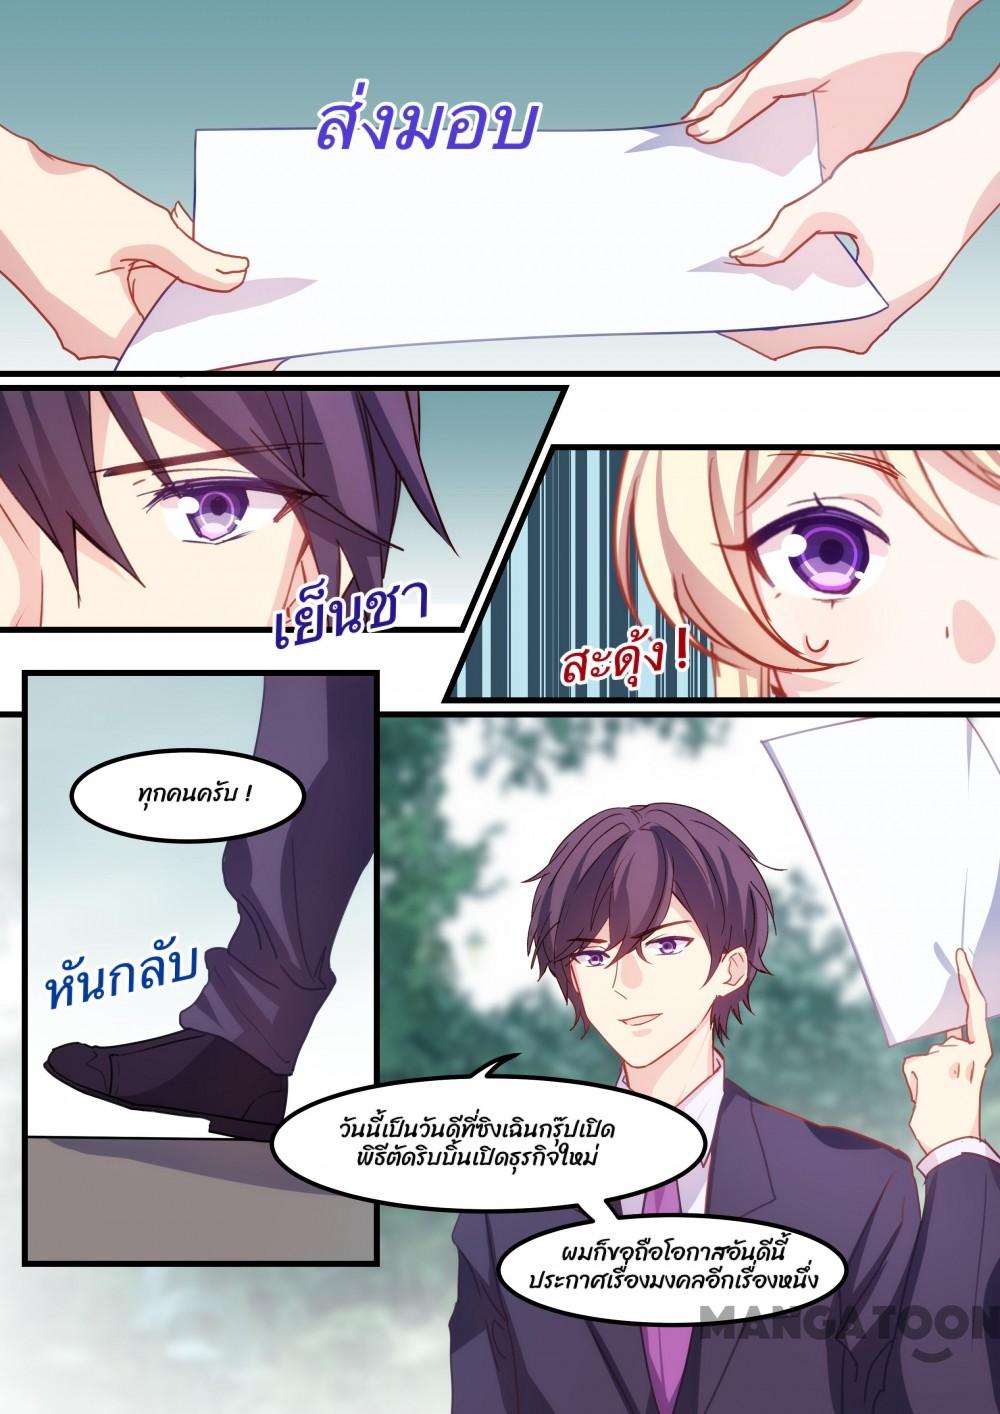 ส่งมอบ
เย็นชา
สะดุ้ง !
ทุกคนครับ !
หันกลับ
วันนี้เป็นวันดีที่ซิงเฉินกรุ๊ปเปิด
พิธีตัดริบบิ้นเปิดธุรกิจใหม่
ผมก็ขอถือโอกาสอันดีนี้
ประกาศเรื่องมงคลอีกเรื่องหนึ่ง
MANGATOON